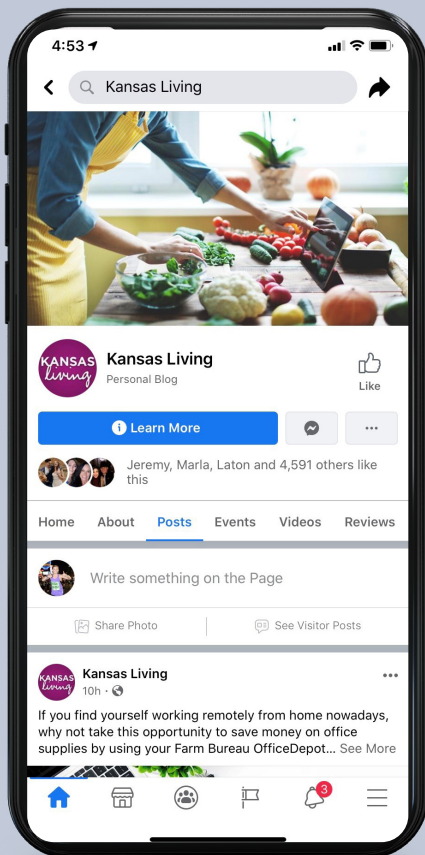 4:53
Kansas Living
KANSAS
living
Kansas Living
Personal Blog
Like
Learn More
Jeremy, Marla, Laton and 4,591 others like
this
Home About Posts Events Videos Reviews
Write something on the Page
Share Photo See Visitor Posts
KANSAS
living
Kansas Living
10h ·
If you find yourself working remotely from home nowadays,
why not take this opportunity to save money on office
supplies by using your Farm Bureau OfficeDepot... See More
3